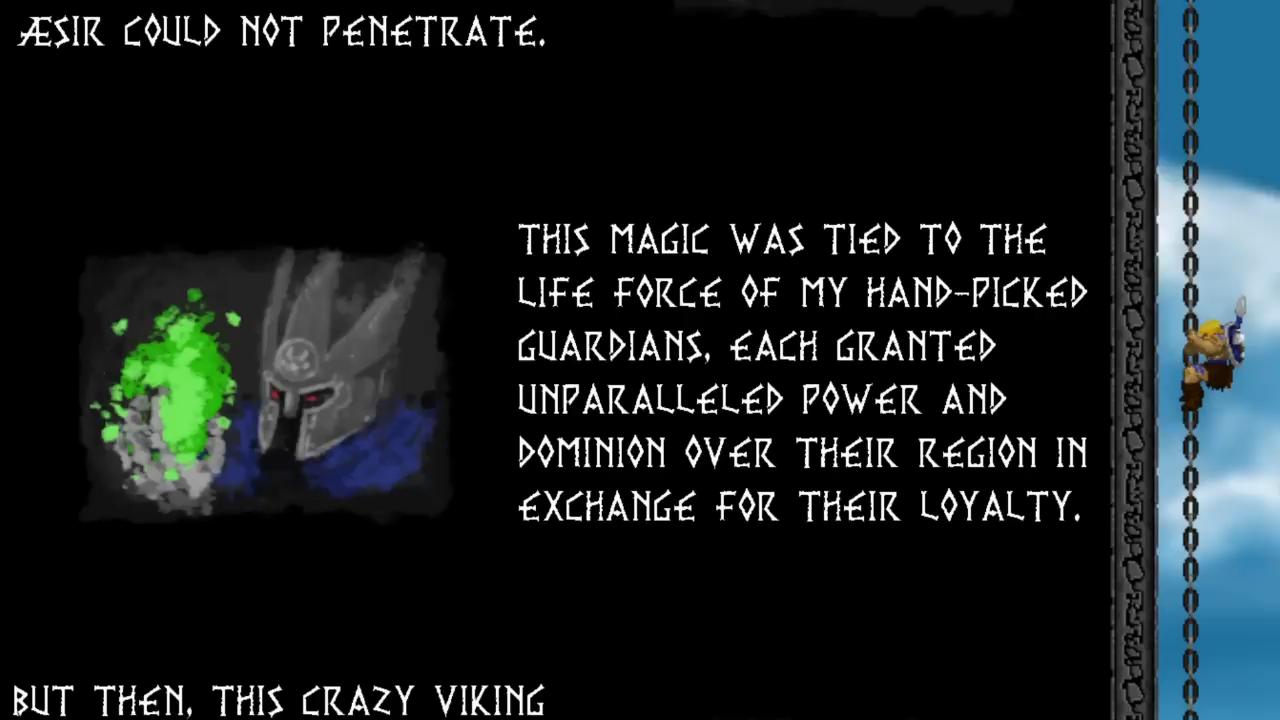 ÆSIR COULD NOT PENETRATE.
THIS MAGIC WAS TIED TO THE
LIFE FORCE OF MY HAND-PICKED
GUARDIANS, EACH GRANTED
UNPARALLELED POWER AND
DOMINION OVER THEIR REGION IN
EXCHANGE FOR THEIR LOYALTY.
BUT THEN, THIS CRAZY VIKING